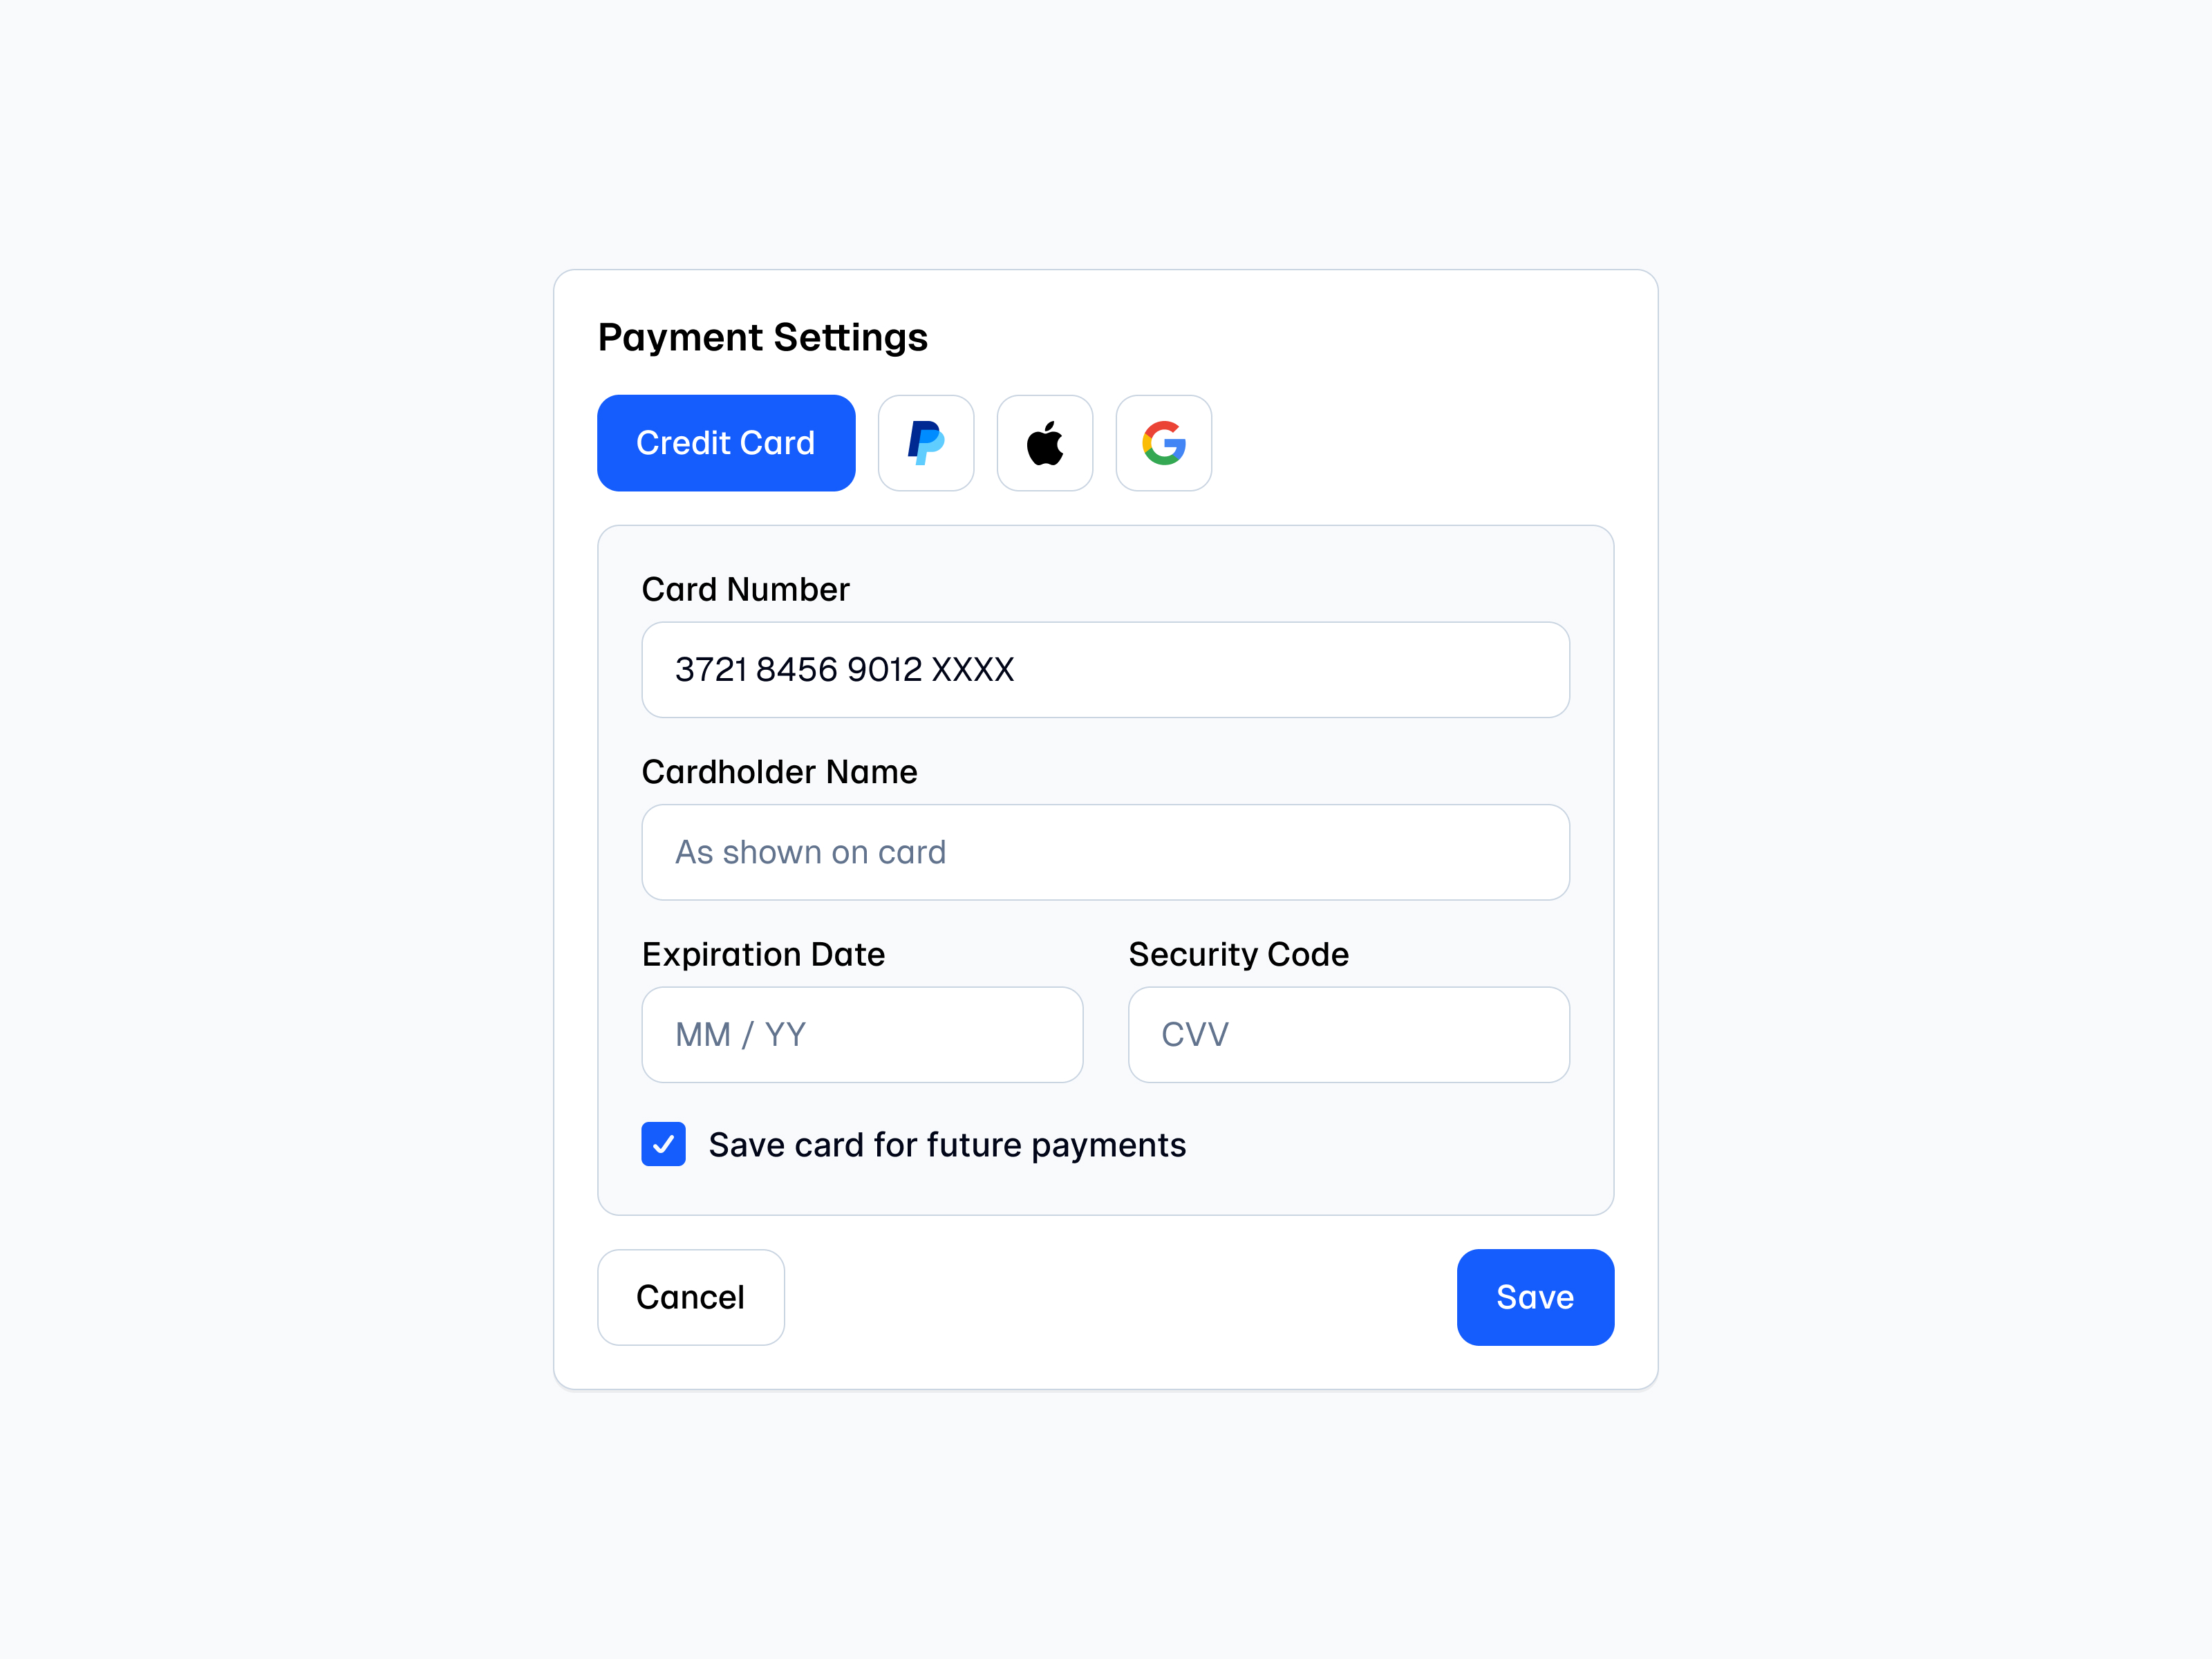 Payment Settings
Credit Card
Card Number
3721 8456 9012 XXXX
Cardholder Name
As shown on card
Expiration Date Security Code
MM / YY CVV
Save card for future payments
Cancel Save